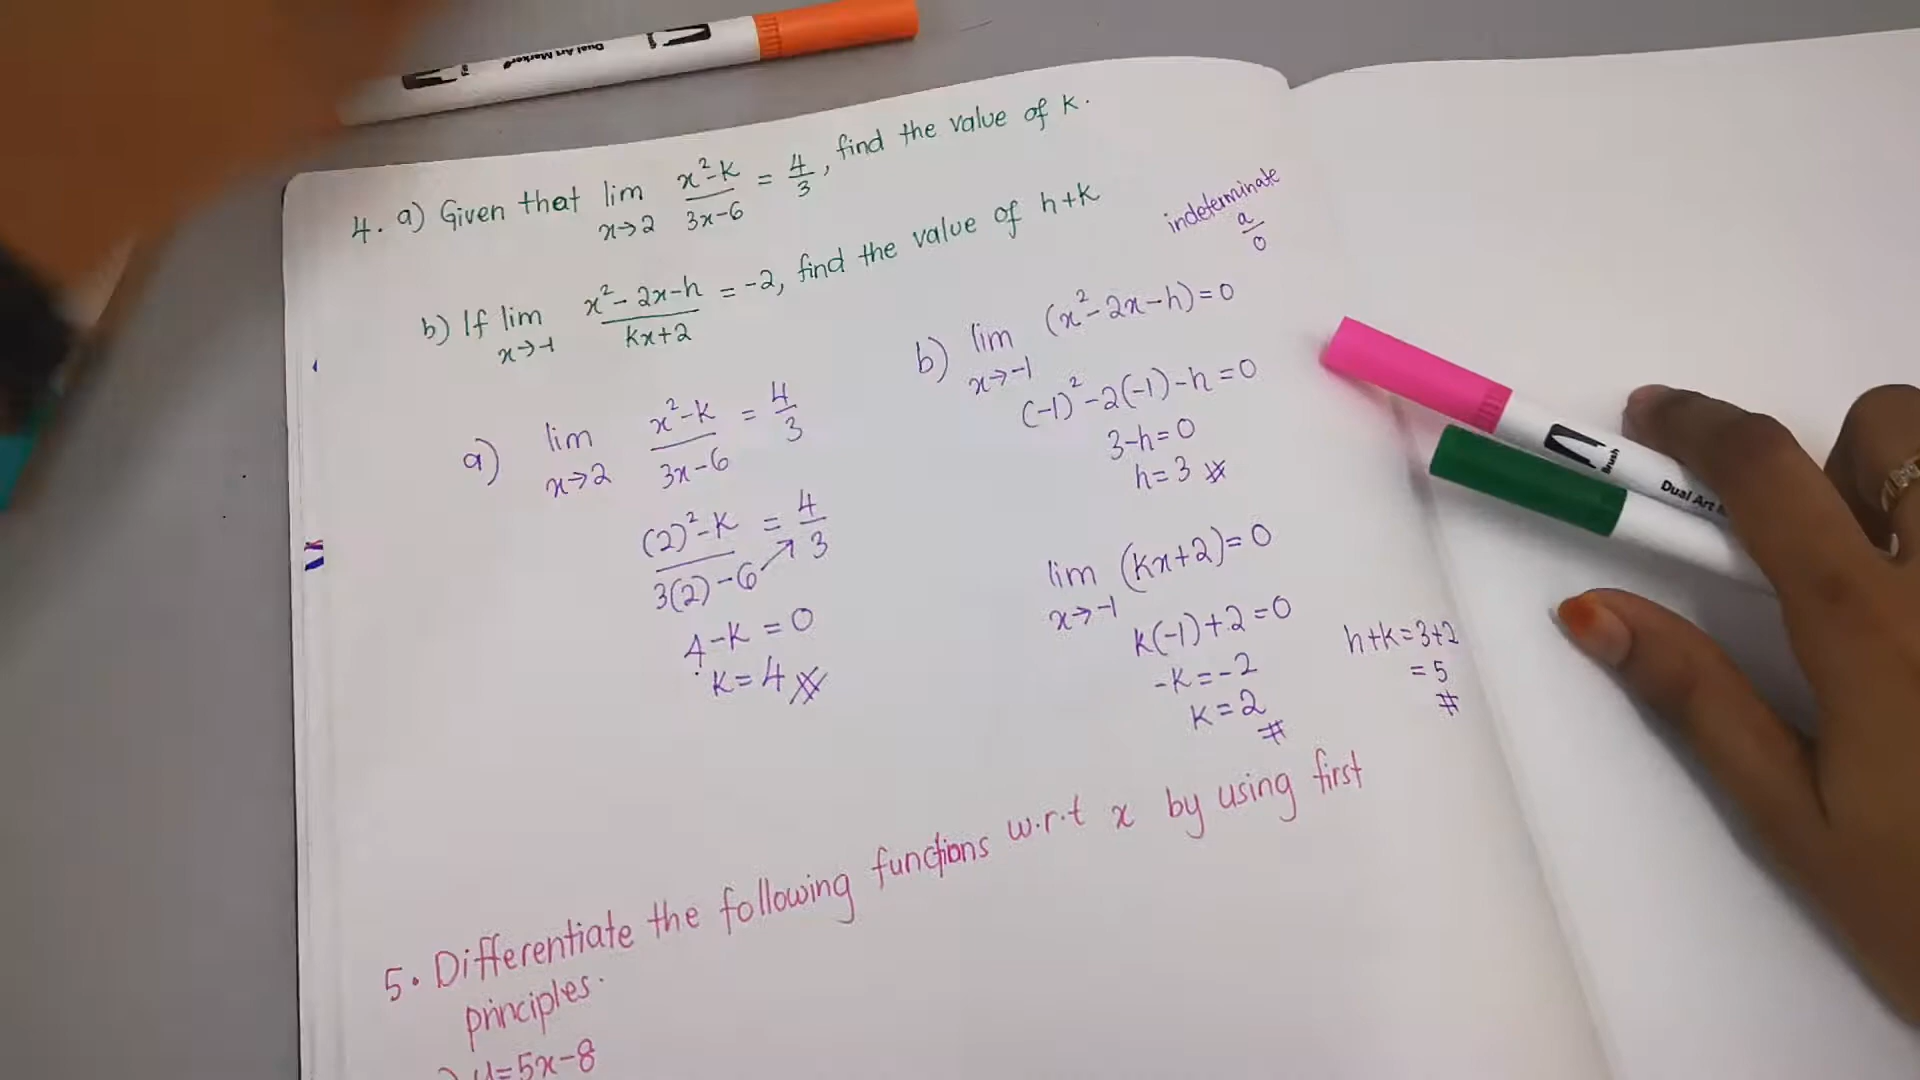 Dual Art Marker
4. a) Given that lim x→2 x²-k / 3x-6 = 4/3, find the value of k.
b) If lim x→-1 x²-2x-h / kx+2 = -2, find the value of h+k
indeterminate
a/0
a) lim x→2 x²-k / 3x-6 = 4/3
(2)²-k / 3(2)-6 = 4/3
4-k = 0
k = 4
b) lim x→-1 (x²-2x-h) = 0
(-1)²-2(-1)-h = 0
3-h = 0
h = 3
lim x→-1 (kx+2) = 0
k(-1)+2 = 0
-k = -2
k = 2
#
h+k = 3+2
= 5
#
Brush
Dual Art
5. Differentiate the following functions w.r.t x by using first
principles.
y = 5x-8